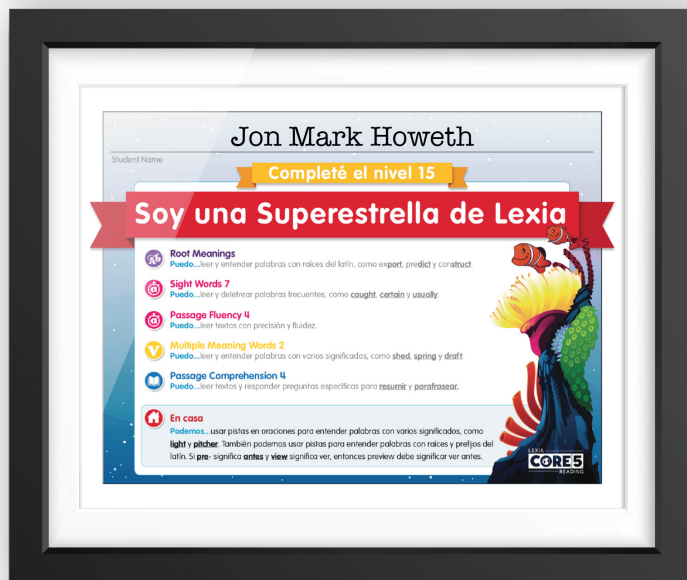 Jon Mark Howeth
Student Name
Completé el nivel 15
Soy una Superestrella de Lexia
Root Meanings
Puedo...leer y entender palabras con raíces del latín, como export, predict y construct.
Sight Words 7
Puedo...leer y deletrear palabras frecuentes, como caught, certain y usually.
Passage Fluency 4
Puedo...leer textos con precisión y fluidez.
Multiple Meaning Words 2
Puedo...leer y entender palabras con varios significados, como shed, spring y draft.
Passage Comprehension 4
Puedo...leer textos y responder preguntas específicas para resumir y parafrasear.
En casa
Podemos...usar pistas en oraciones para entender palabras con varios significados, como
light y pitcher. También podemos usar pistas para entender palabras con raíces y prefijos del
latín. Si pre- significa antes y view significa ver, entonces preview debe significar ver antes.
LEXIA
CORE5
READING